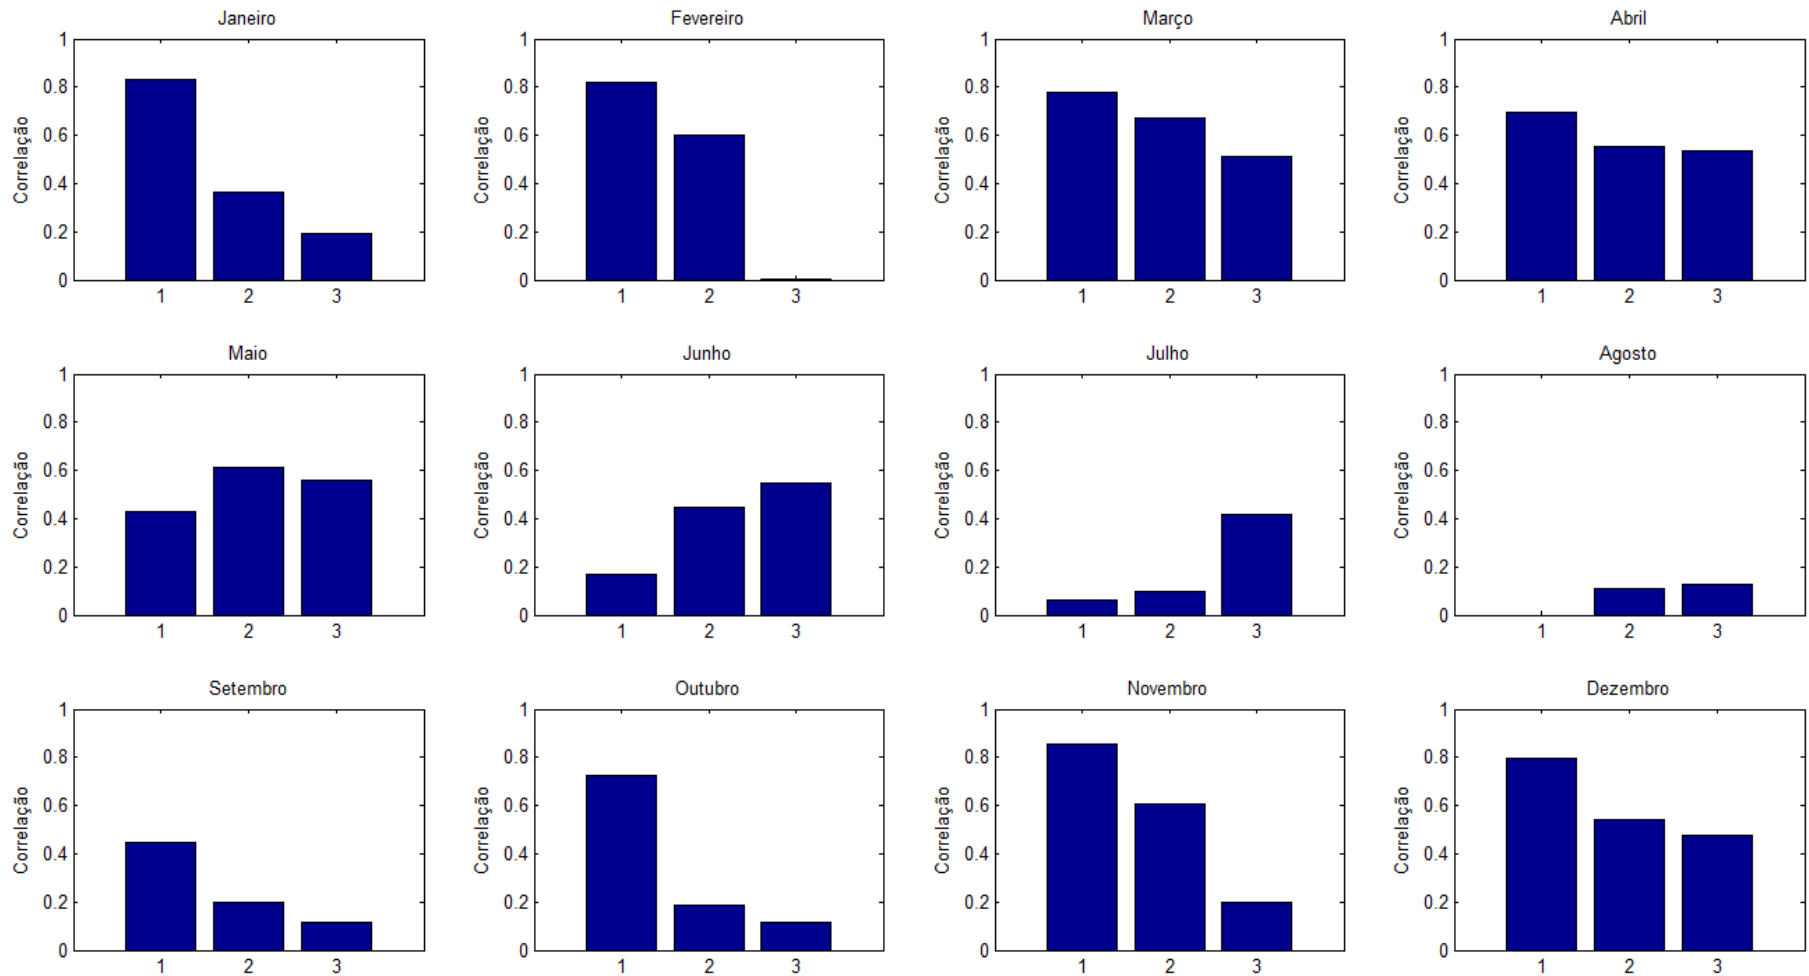 Janeiro
Fevereiro
Março
Abril
1
0.8
0.6
0.4
0.2
0
Correlação
1 2 3
1
0.8
0.6
0.4
0.2
0
Correlação
1 2 3
1
0.8
0.6
0.4
0.2
0
Correlação
1 2 3
1
0.8
0.6
0.4
0.2
0
Correlação
1 2 3
Maio
Junho
Julho
Agosto
1
0.8
0.6
0.4
0.2
0
Correlação
1 2 3
1
0.8
0.6
0.4
0.2
0
Correlação
1 2 3
1
0.8
0.6
0.4
0.2
0
Correlação
1 2 3
1
0.8
0.6
0.4
0.2
0
Correlação
1 2 3
Setembro
Outubro
Novembro
Dezembro
1
0.8
0.6
0.4
0.2
0
Correlação
1 2 3
1
0.8
0.6
0.4
0.2
0
Correlação
1 2 3
1
0.8
0.6
0.4
0.2
0
Correlação
1 2 3
1
0.8
0.6
0.4
0.2
0
Correlação
1 2 3